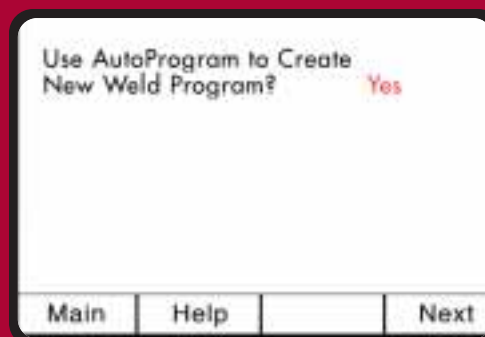 Use AutoProgram to Create
New Weld Program? Yes
Main Help Next